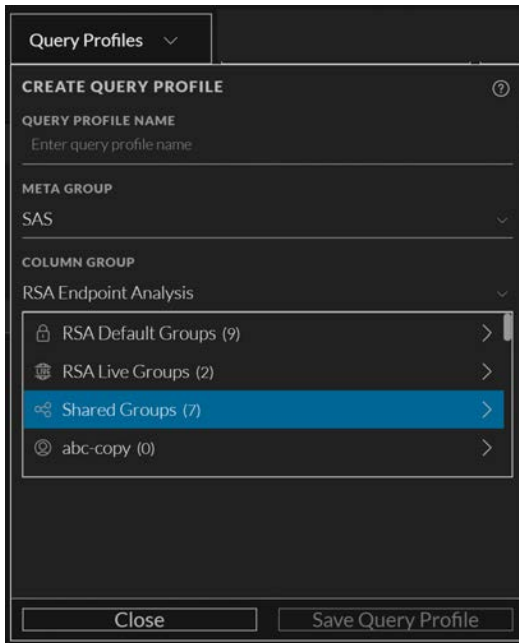 Query Profiles
CREATE QUERY PROFILE
QUERY PROFILE NAME
Enter query profile name
META GROUP
SAS
COLUMN GROUP
RSA Endpoint Analysis
RSA Default Groups (9)
RSA Live Groups (2)
Shared Groups (7)
abc-copy (0)
Close
Save Query Profile